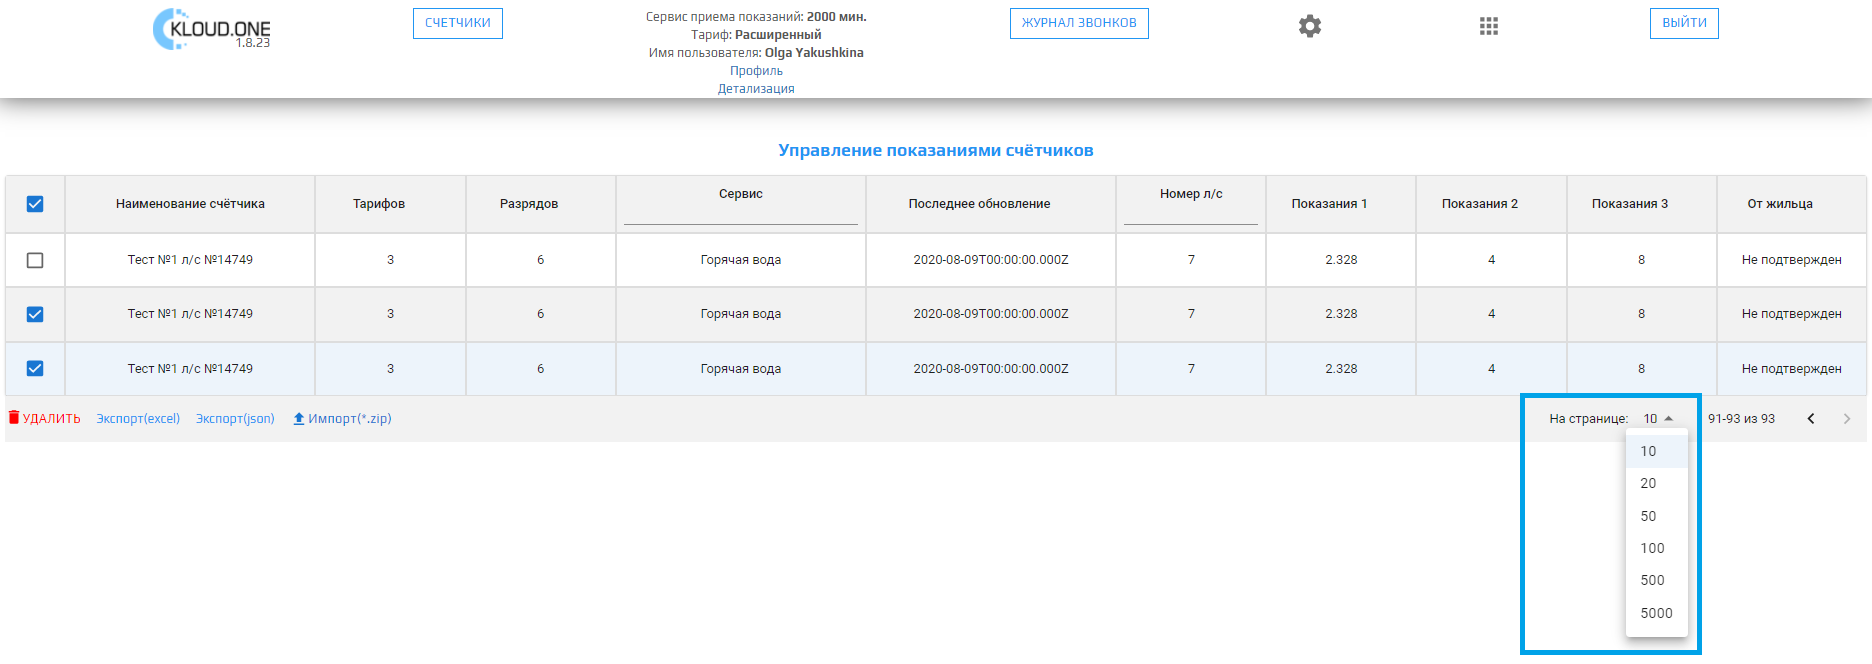 KLOUD.ONE
1.8.23
СЧЕТЧИКИ
Сервис приема показаний: 2000 мин.
Тариф: Расширенный
Имя пользователя: Olga Yakushkina
Профиль
Детализация
ЖУРНАЛ ЗВОНКОВ
ВЫЙТИ
Управление показаниями счётчиков
Наименование счётчика Тарифов Разрядов Сервис Последнее обновление Номер л/с Показания 1 Показания 2 Показания 3 От жильца
Тест №1 л/с №14749 3 6 Горячая вода 2020-08-09T00:00:00.000Z 7 2.328 4 8 Не подтвержден
Тест №1 л/с №14749 3 6 Горячая вода 2020-08-09T00:00:00.000Z 7 2.328 4 8 Не подтвержден
Тест №1 л/с №14749 3 6 Горячая вода 2020-08-09T00:00:00.000Z 7 2.328 4 8 Не подтвержден
УДАЛИТЬ Экспорт(excel) Экспорт(json) Импорт(*.zip) На странице: 10 91-93 из 93
10
20
50
100
500
5000